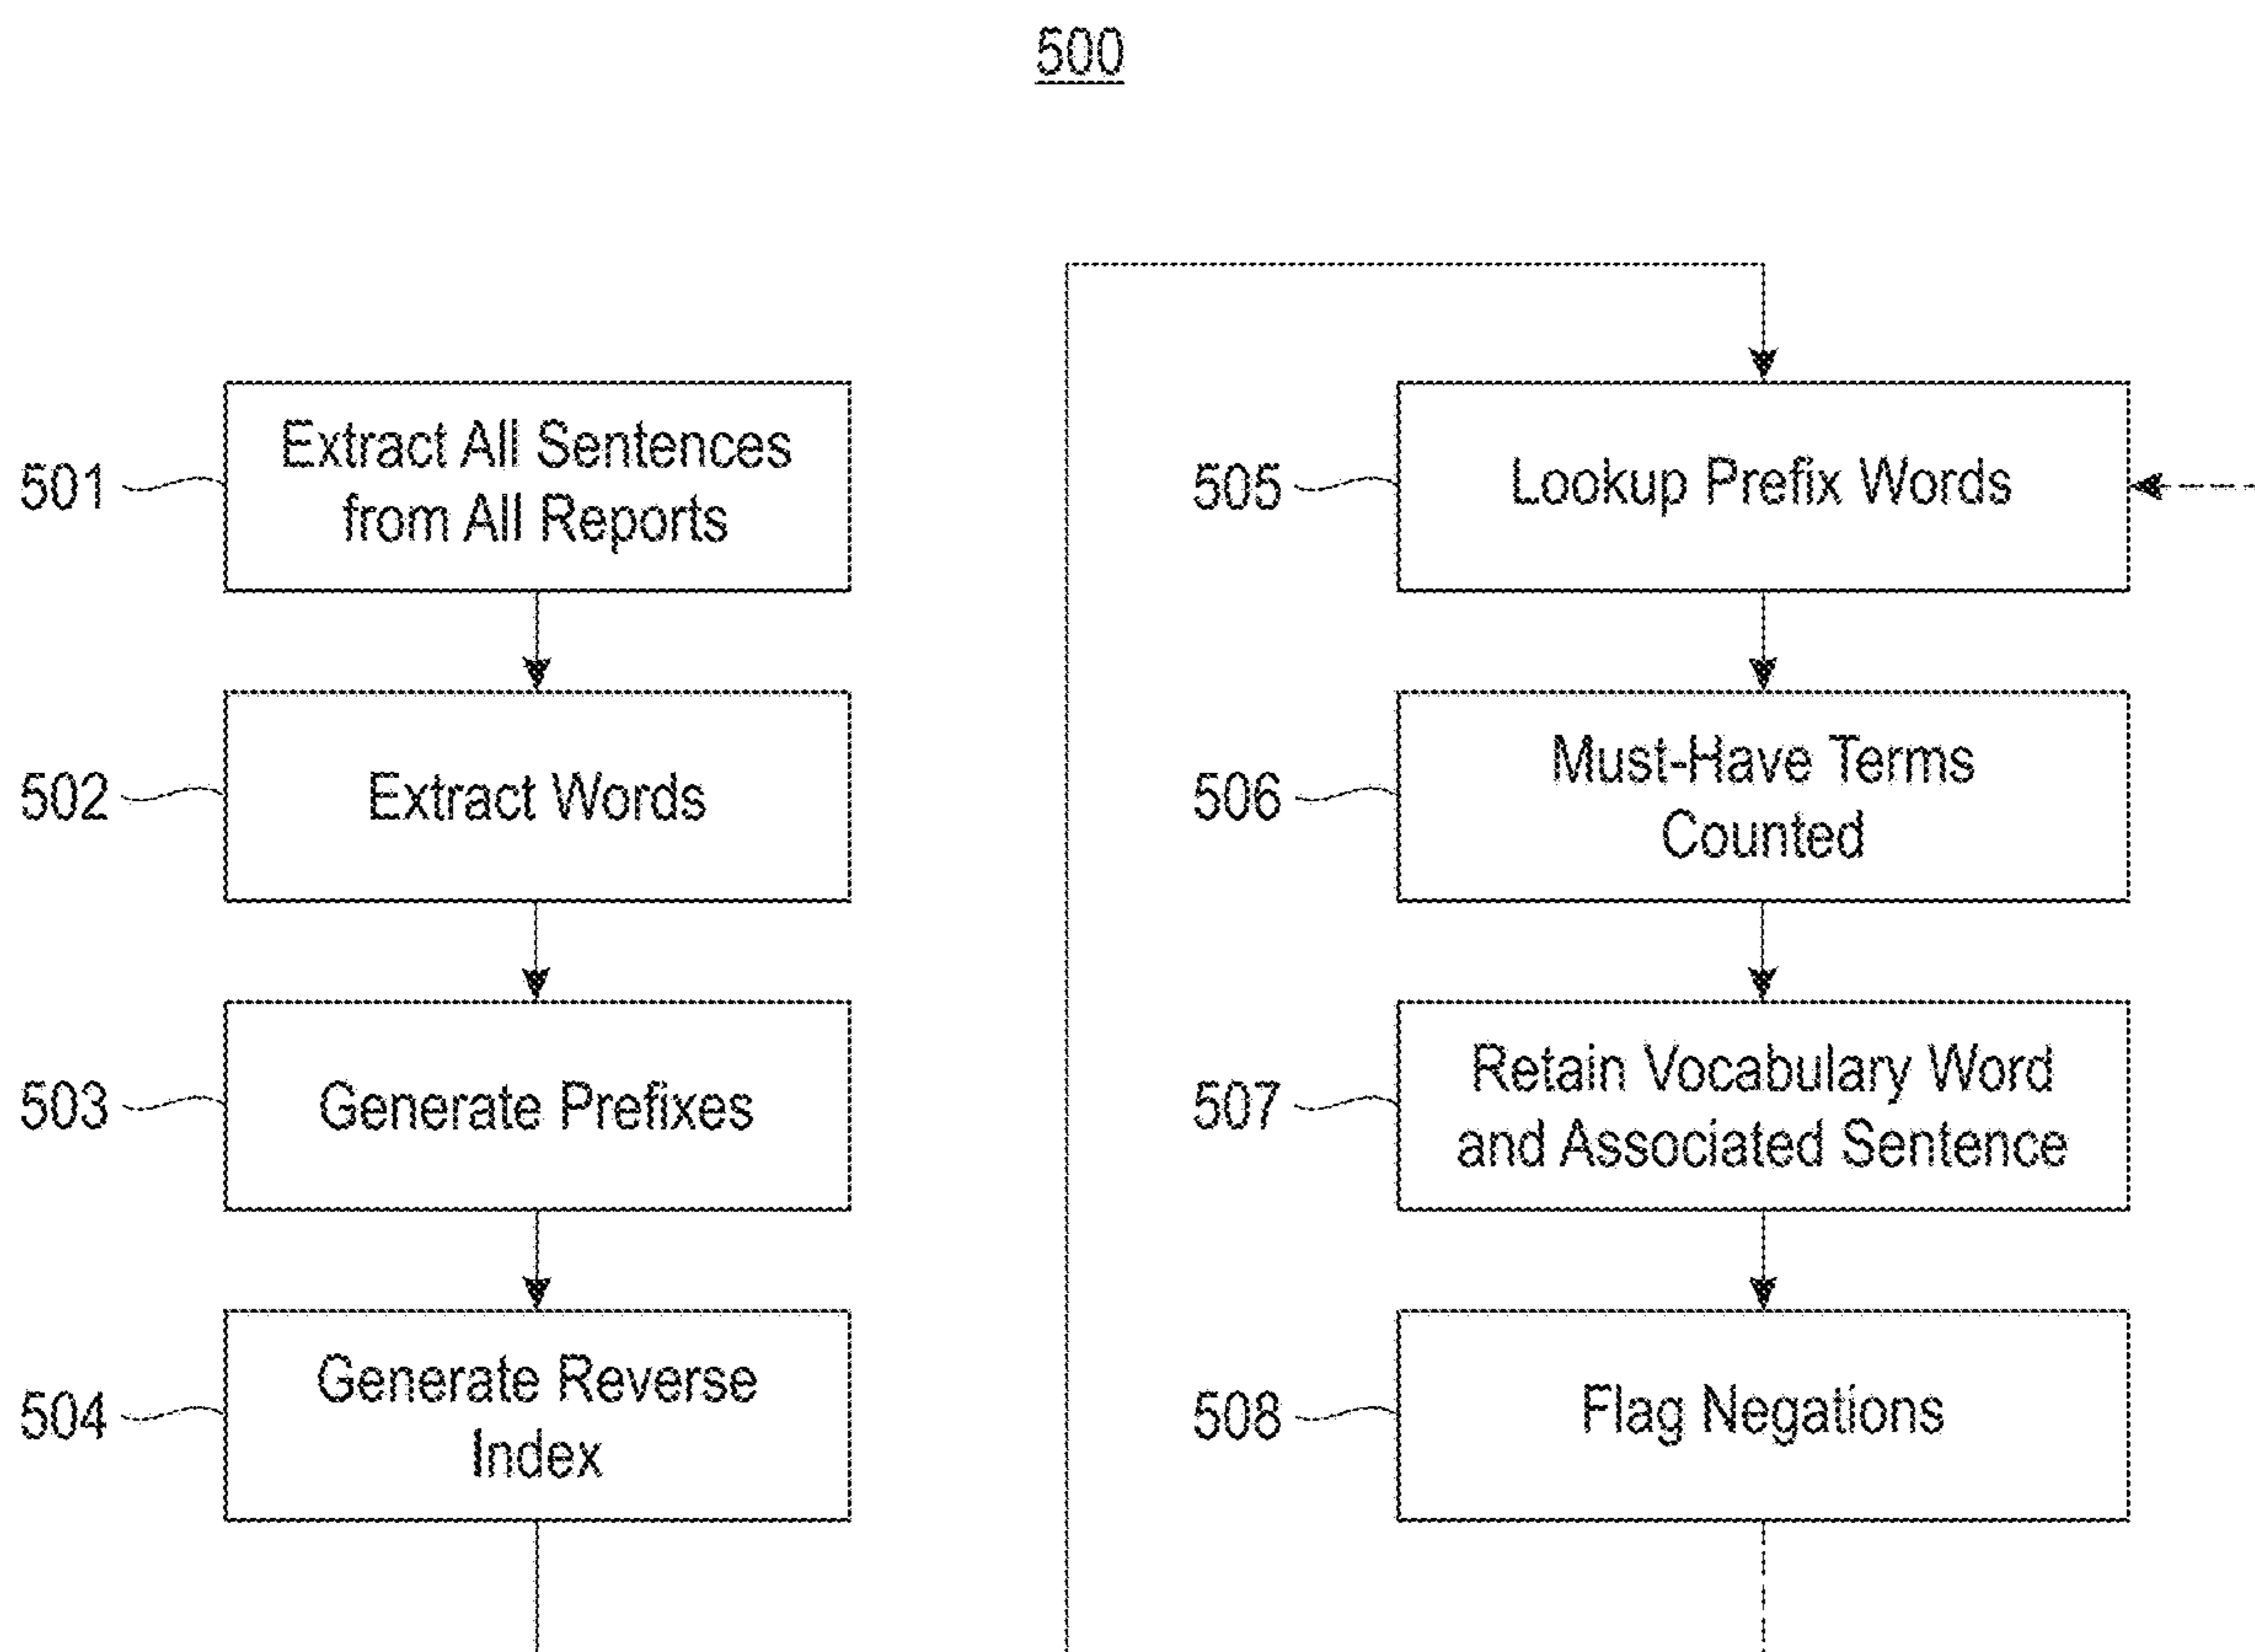 500
501
Extract All Sentences
from All Reports
502
Extract Words
503
Generate Prefixes
504
Generate Reverse
Index
505
Lookup Prefix Words
506
Must-Have Terms
Counted
507
Retain Vocabulary Word
and Associated Sentence
508
Flag Negations